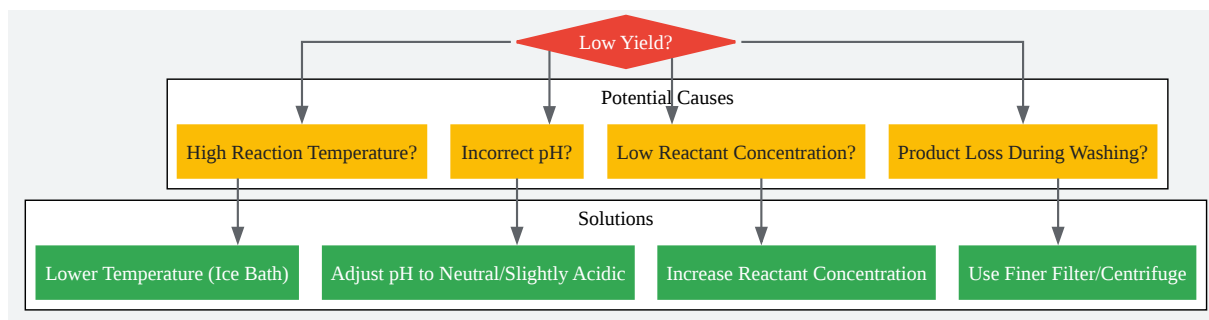 Low Yield?
Potential Causes
High Reaction Temperature?
Incorrect pH?
Low Reactant Concentration?
Product Loss During Washing?
Solutions
Lower Temperature (Ice Bath)
Adjust pH to Neutral/Slightly Acidic
Increase Reactant Concentration
Use Finer Filter/Centrifuge